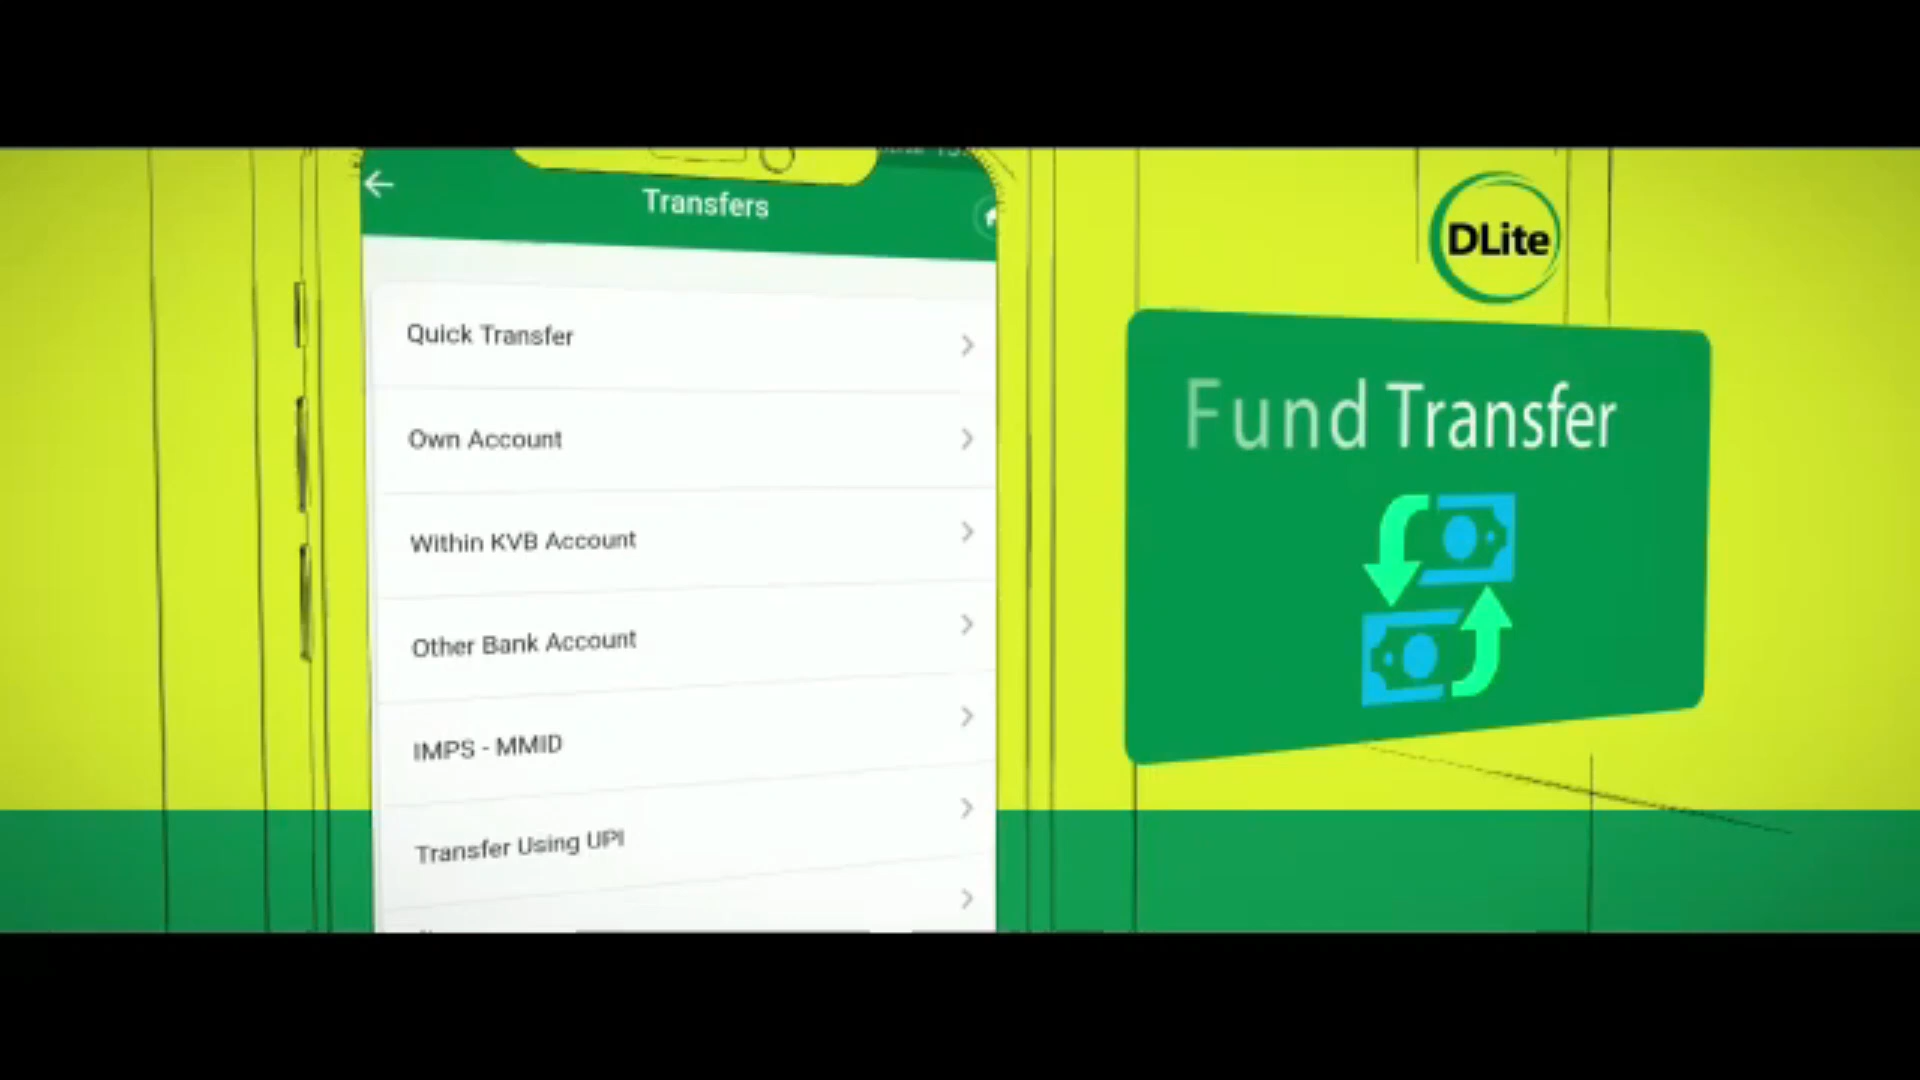 Transfers
Quick Transfer
Own Account
Within KVB Account
Other Bank Account
IMPS - MMID
Transfer Using UPI
DLite
Fund Transfer